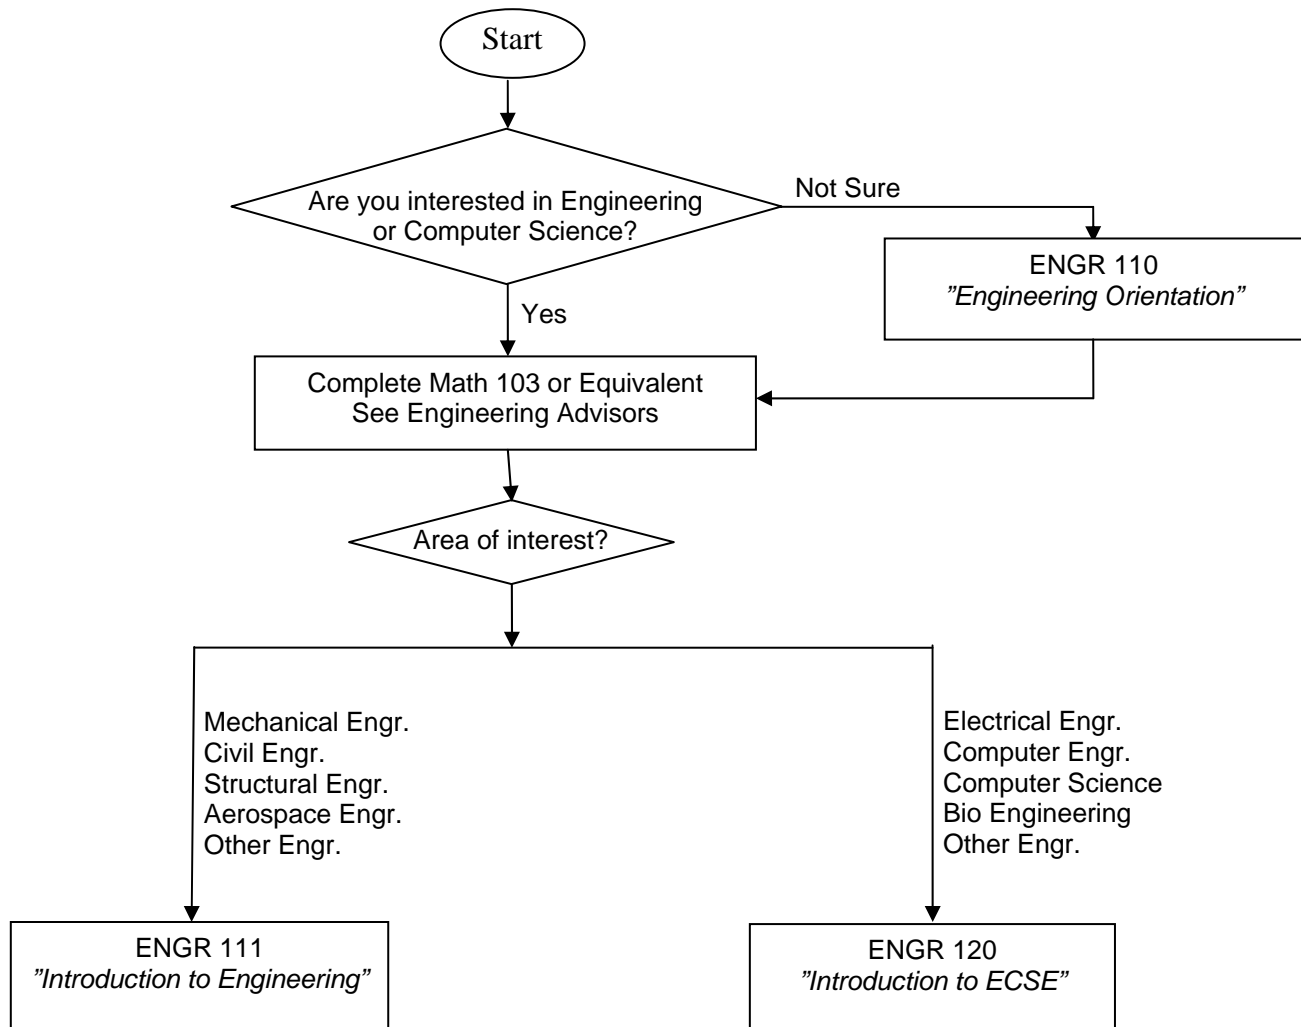 Start
Are you interested in Engineering
or Computer Science?
Not Sure
ENGR 110
”Engineering Orientation”
Yes
Complete Math 103 or Equivalent
See Engineering Advisors
Area of interest?
Mechanical Engr.
Civil Engr.
Structural Engr.
Aerospace Engr.
Other Engr.
Electrical Engr.
Computer Engr.
Computer Science
Bio Engineering
Other Engr.
ENGR 111
”Introduction to Engineering”
ENGR 120
”Introduction to ECSE”